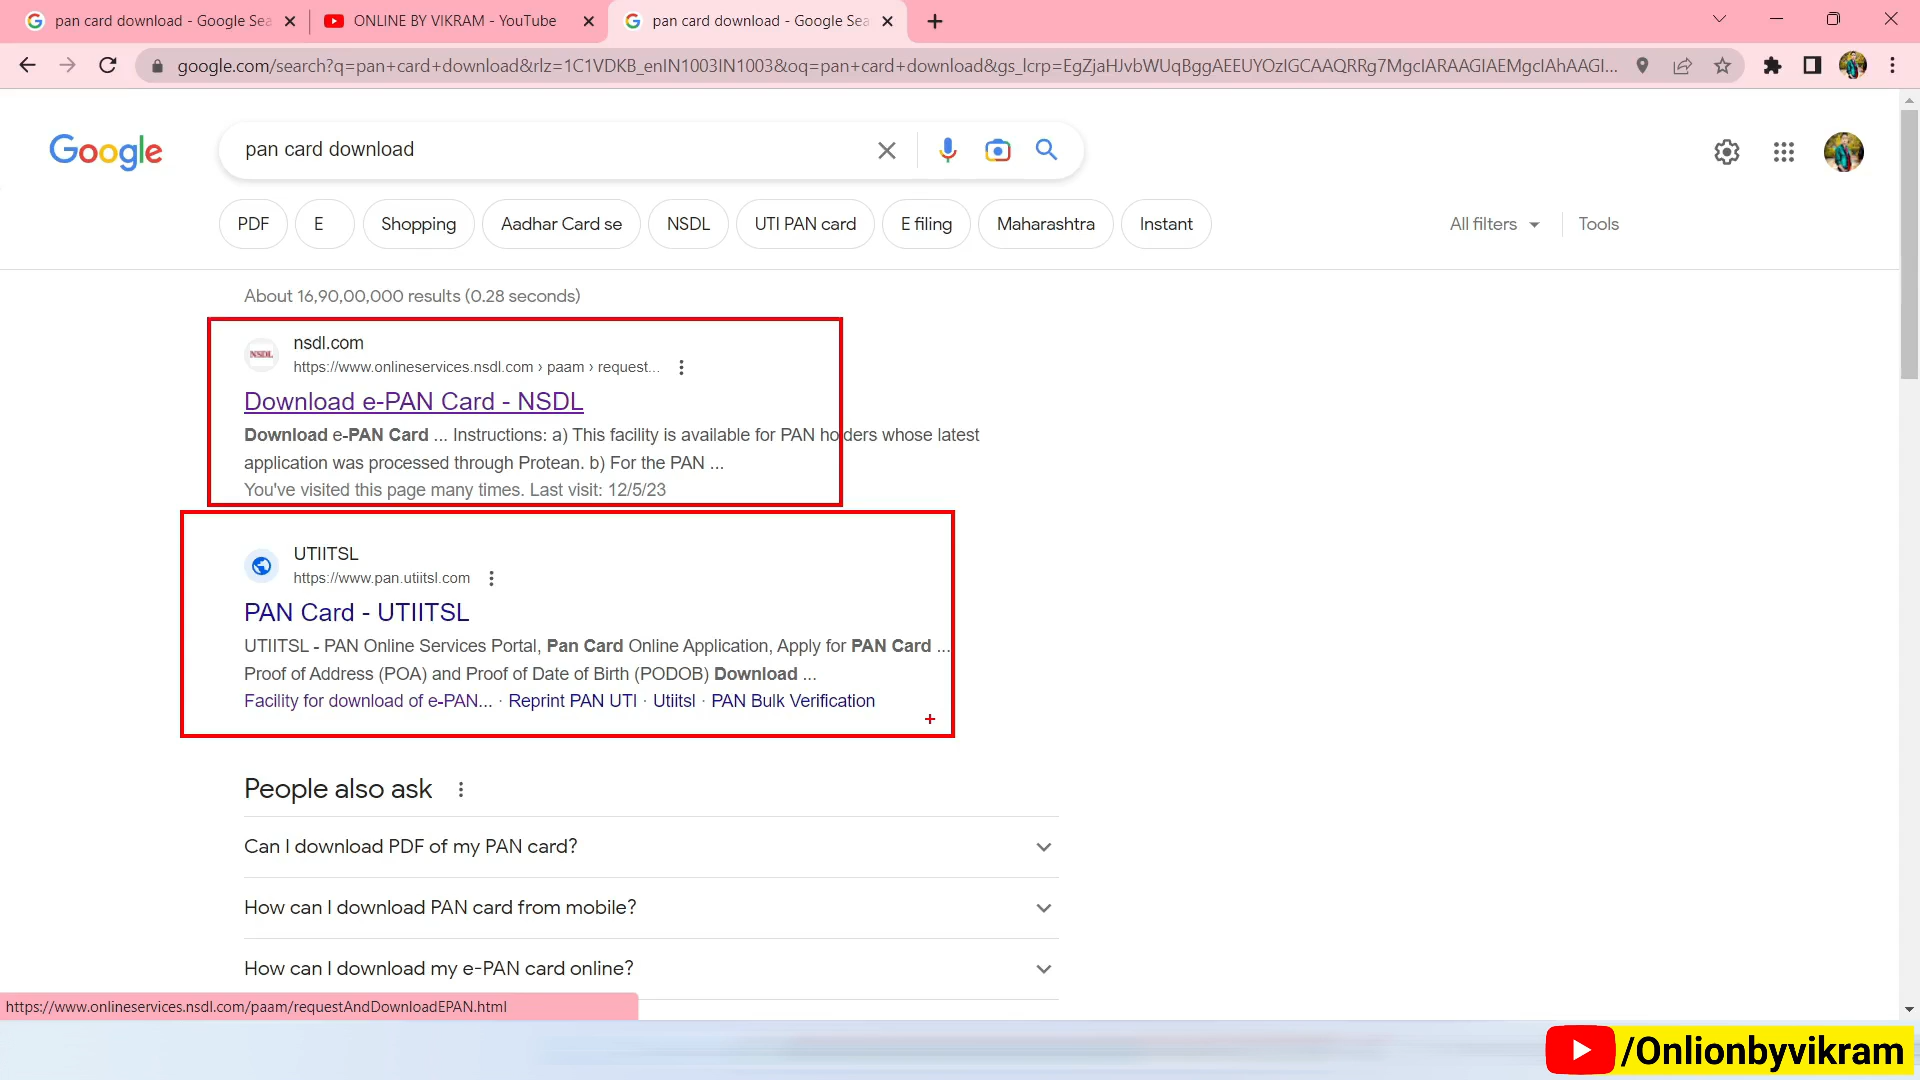 pan card download - Google Sea
ONLINE BY VIKRAM - YouTube
pan card download - Google Sea
google.com/search?q=pan+card+download&rlz=1C1VDKB_enIN1003IN1003&oq=pan+card+download&gs_lcrp=EgZjaHJvbWUqBggAEEUYOzIGCAAQRRg7MgcIARAAGIAEMgcIAhAAGI...
Google
pan card download
PDF
E
Shopping
Aadhar Card se
NSDL
UTI PAN card
E filing
Maharashtra
Instant
All filters
Tools
About 16,90,00,000 results (0.28 seconds)
NSDL
nsdl.com
https://www.onlineservices.nsdl.com › paam › request...
Download e-PAN Card - NSDL
Download e-PAN Card ... Instructions: a) This facility is available for PAN holders whose latest
application was processed through Protean. b) For the PAN ...
You've visited this page many times. Last visit: 12/5/23
UTIITSL
https://www.pan.utiitsl.com
PAN Card - UTIITSL
UTIITSL - PAN Online Services Portal, Pan Card Online Application, Apply for PAN Card ...
Proof of Address (POA) and Proof of Date of Birth (PODOB) Download ...
Facility for download of e-PAN... · Reprint PAN UTI · Utiitsl · PAN Bulk Verification
People also ask
Can I download PDF of my PAN card?
How can I download PAN card from mobile?
How can I download my e-PAN card online?
https://www.onlineservices.nsdl.com/paam/requestAndDownloadEPAN.html
/Onlionbyvikram